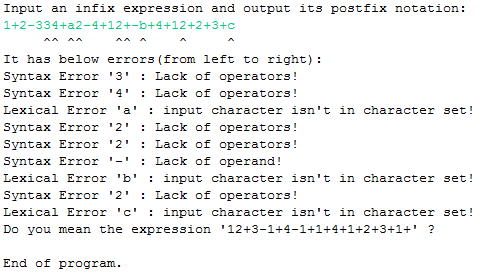 Input an infix expression and output its postfix notation:
1+2-334+a2-4+12+-b+4+12+2+3+c
     ^^ ^^    ^^ ^    ^     ^
It has below errors(from left to right):
Syntax Error '3' : Lack of operators!
Syntax Error '4' : Lack of operators!
Lexical Error 'a' : input character isn't in character set!
Syntax Error '2' : Lack of operators!
Syntax Error '2' : Lack of operators!
Syntax Error '-' : Lack of operand!
Lexical Error 'b' : input character isn't in character set!
Syntax Error '2' : Lack of operators!
Lexical Error 'c' : input character isn't in character set!
Do you mean the expression '12+3-1+4-1+1+4+1+2+3+1+' ?
End of program.